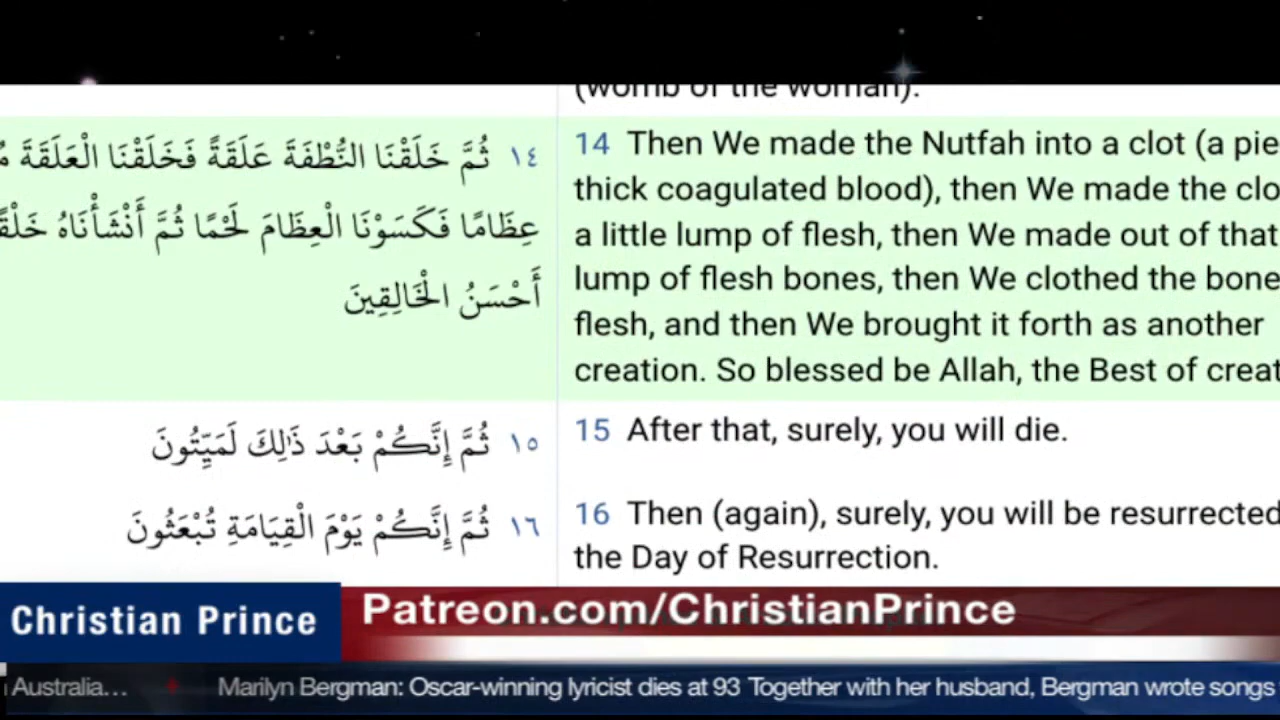 (womb of the woman).
ثُمَّ خَلَقْنَا النُّطْفَةَ عَلَقَةً فَخَلَقْنَا الْعَلَقَةَ ١٤
عِظَامًا فَكَسَوْنَا الْعِظَامَ لَحْمًا ثُمَّ أَنْشَأْنَاهُ
أَحْسَنُ الْخَالِقِينَ
14 Then We made the Nutfah into a clot (a
thick coagulated blood), then We made the
a little lump of flesh, then We made out of that
lump of flesh bones, then We clothed the
flesh, and then We brought it forth as another
creation. So blessed be Allah, the Best of
ثُمَّ إِنَّكُمْ بَعْدَ ذَٰلِكَ لَمَيِّتُونَ ١٥
15 After that, surely, you will die.
ثُمَّ إِنَّكُمْ يَوْمَ الْقِيَامَةِ تُبْعَثُونَ ١٦
16 Then (again), surely, you will be resurrected
the Day of Resurrection.
Christian Prince
Patreon.com/ChristianPrince
Australia... Marilyn Bergman: Oscar-winning lyricist dies at 93 Together with her husband, Bergman wrote songs